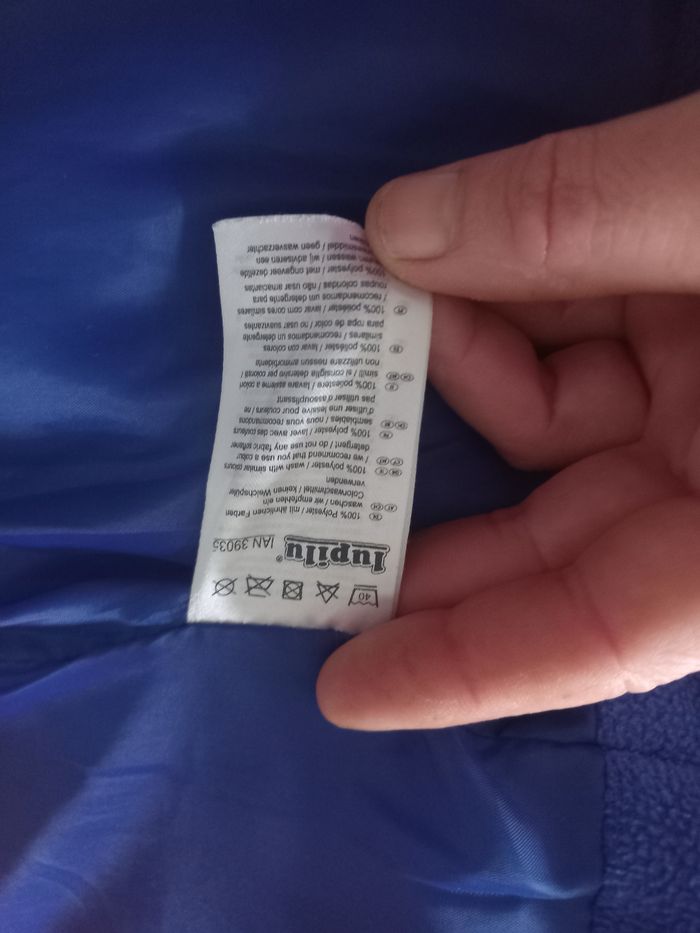 40
lupilu® IAN 39035
100% Polyester / mit ähnlichen Farben
waschen / wir empfehlen ein
Colorwaschmittel / keinen Weichspüler
verwenden
100% polyester / wash with similar colours
/ we recommend that you use a colour
detergent / do not use any fabric softener
100% polyester / laver avec des couleurs
semblables / nous vous recommandons
d'utiliser une lessive pour couleurs / ne
pas utiliser d'assouplissant
100% poliestere / lavare assieme a colori
simili / si consiglia detersivo per colorati /
non utilizzare nessun ammorbidente
100% poliéster / lavar con colores
similares / recomendamos un detergente
para ropa de color / no usar suavizantes
100% poliéster / lavar com cores similares
/ recomendamos um detergente para
roupas coloridas / não usar amaciantes
100% polyester / met ongeveer dezelfde
wassen / wij adviseren een
/ geen wasverzachter